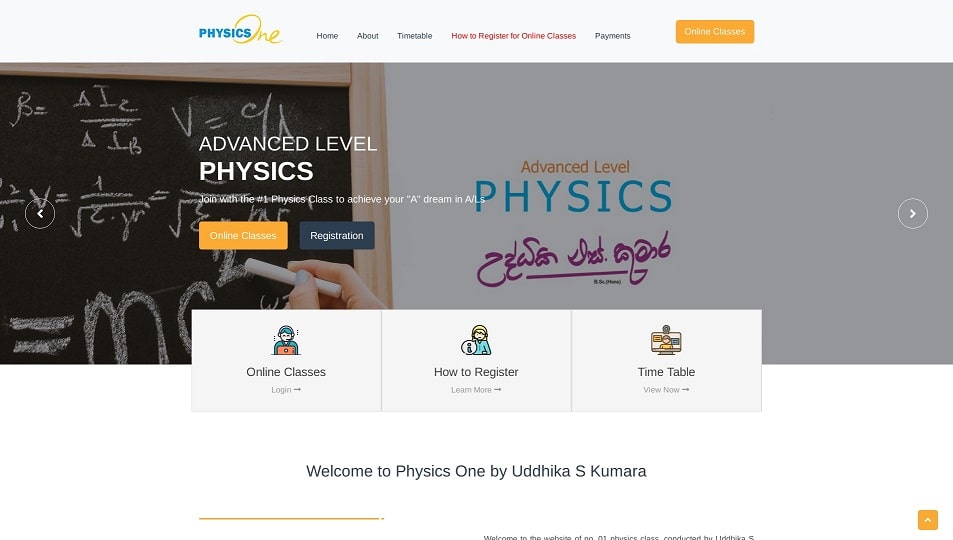 PHYSICS One
Home About Timetable How to Register for Online Classes Payments Online Classes
ADVANCED LEVEL
PHYSICS
Join with the #1 Physics Class to achieve your "A" dream in A/Ls
Online Classes Registration
Advanced Level
PHYSICS
උද්ධික එස්. කුමාර
B.Sc.(Hons)
Online Classes
Login
How to Register
Learn More
Time Table
View Now
Welcome to Physics One by Uddhika S Kumara
Welcome to the website of no. 01 physics class, conducted by Uddhika S